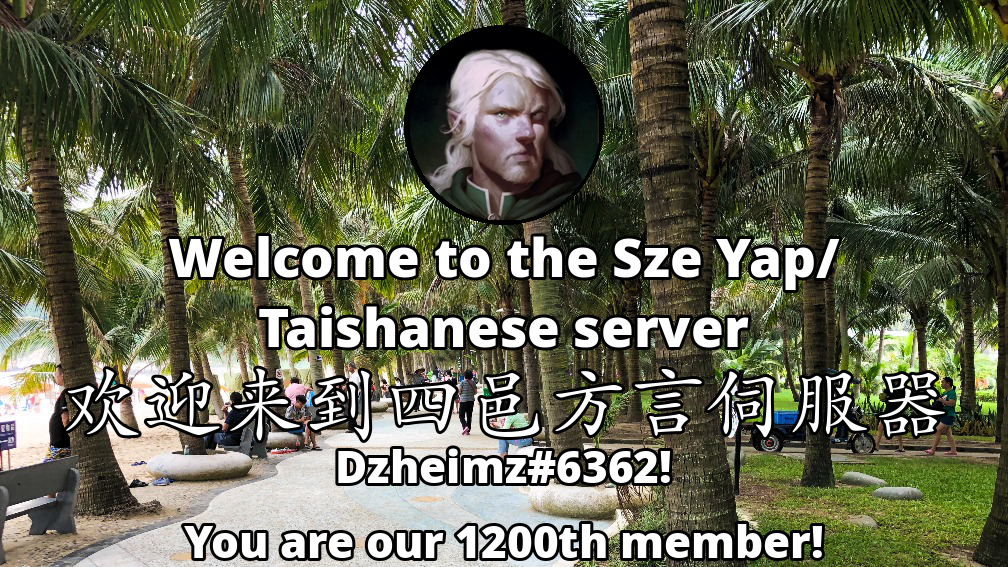 Welcome to the Sze Yap/
Taishanese server
欢迎来到四邑方言伺服器
Dzheimz#6362!
You are our 1200th member!